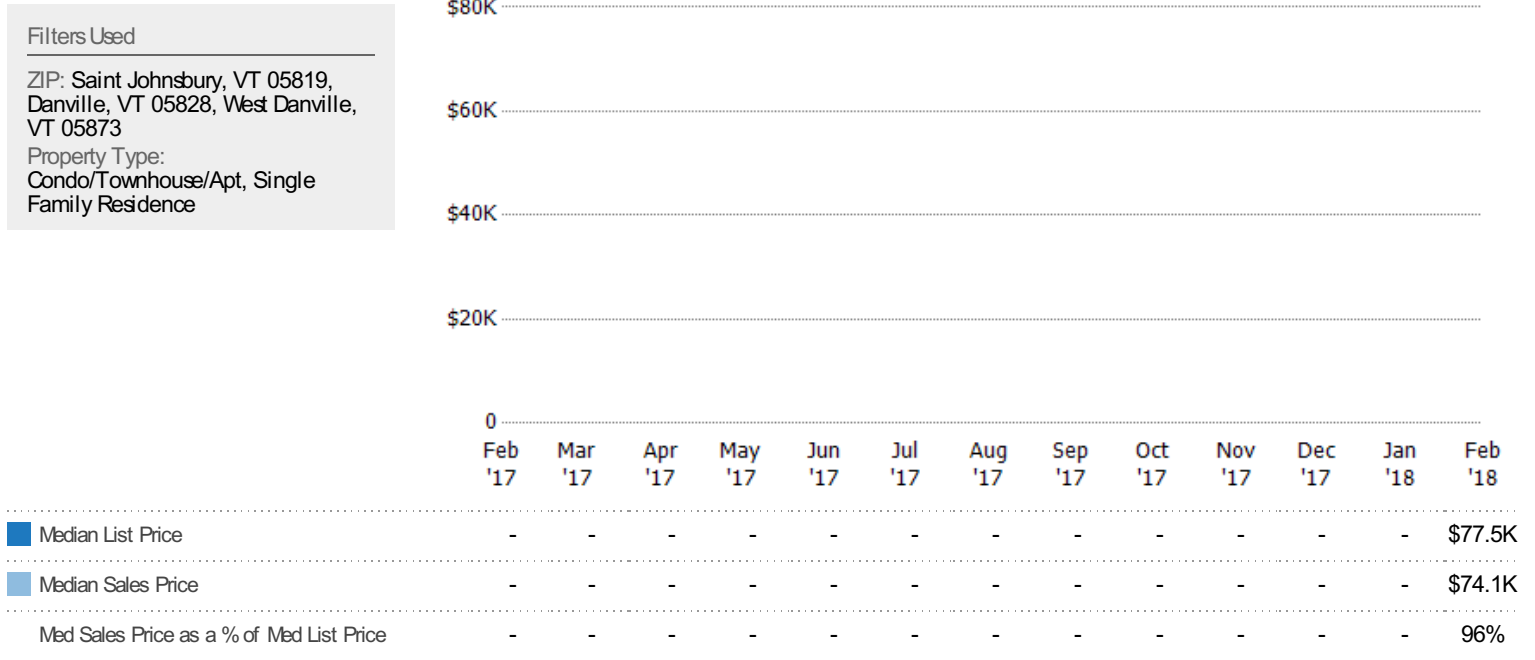 Filters Used
ZIP: Saint Johnsbury, VT 05819,
Danville, VT 05828, West Danville,
VT 05873
Property Type:
Condo/Townhouse/Apt, Single
Family Residence
$80K
$60K
$40K
$20K
0
Feb Mar Apr May Jun Jul Aug Sep Oct Nov Dec Jan Feb
'17 '17 '17 '17 '17 '17 '17 '17 '17 '17 '17 '18 '18
Median List Price - - - - - - - - - - - - $77.5K
Median Sales Price - - - - - - - - - - - - $74.1K
Med Sales Price as a % of Med List Price - - - - - - - - - - - - 96%